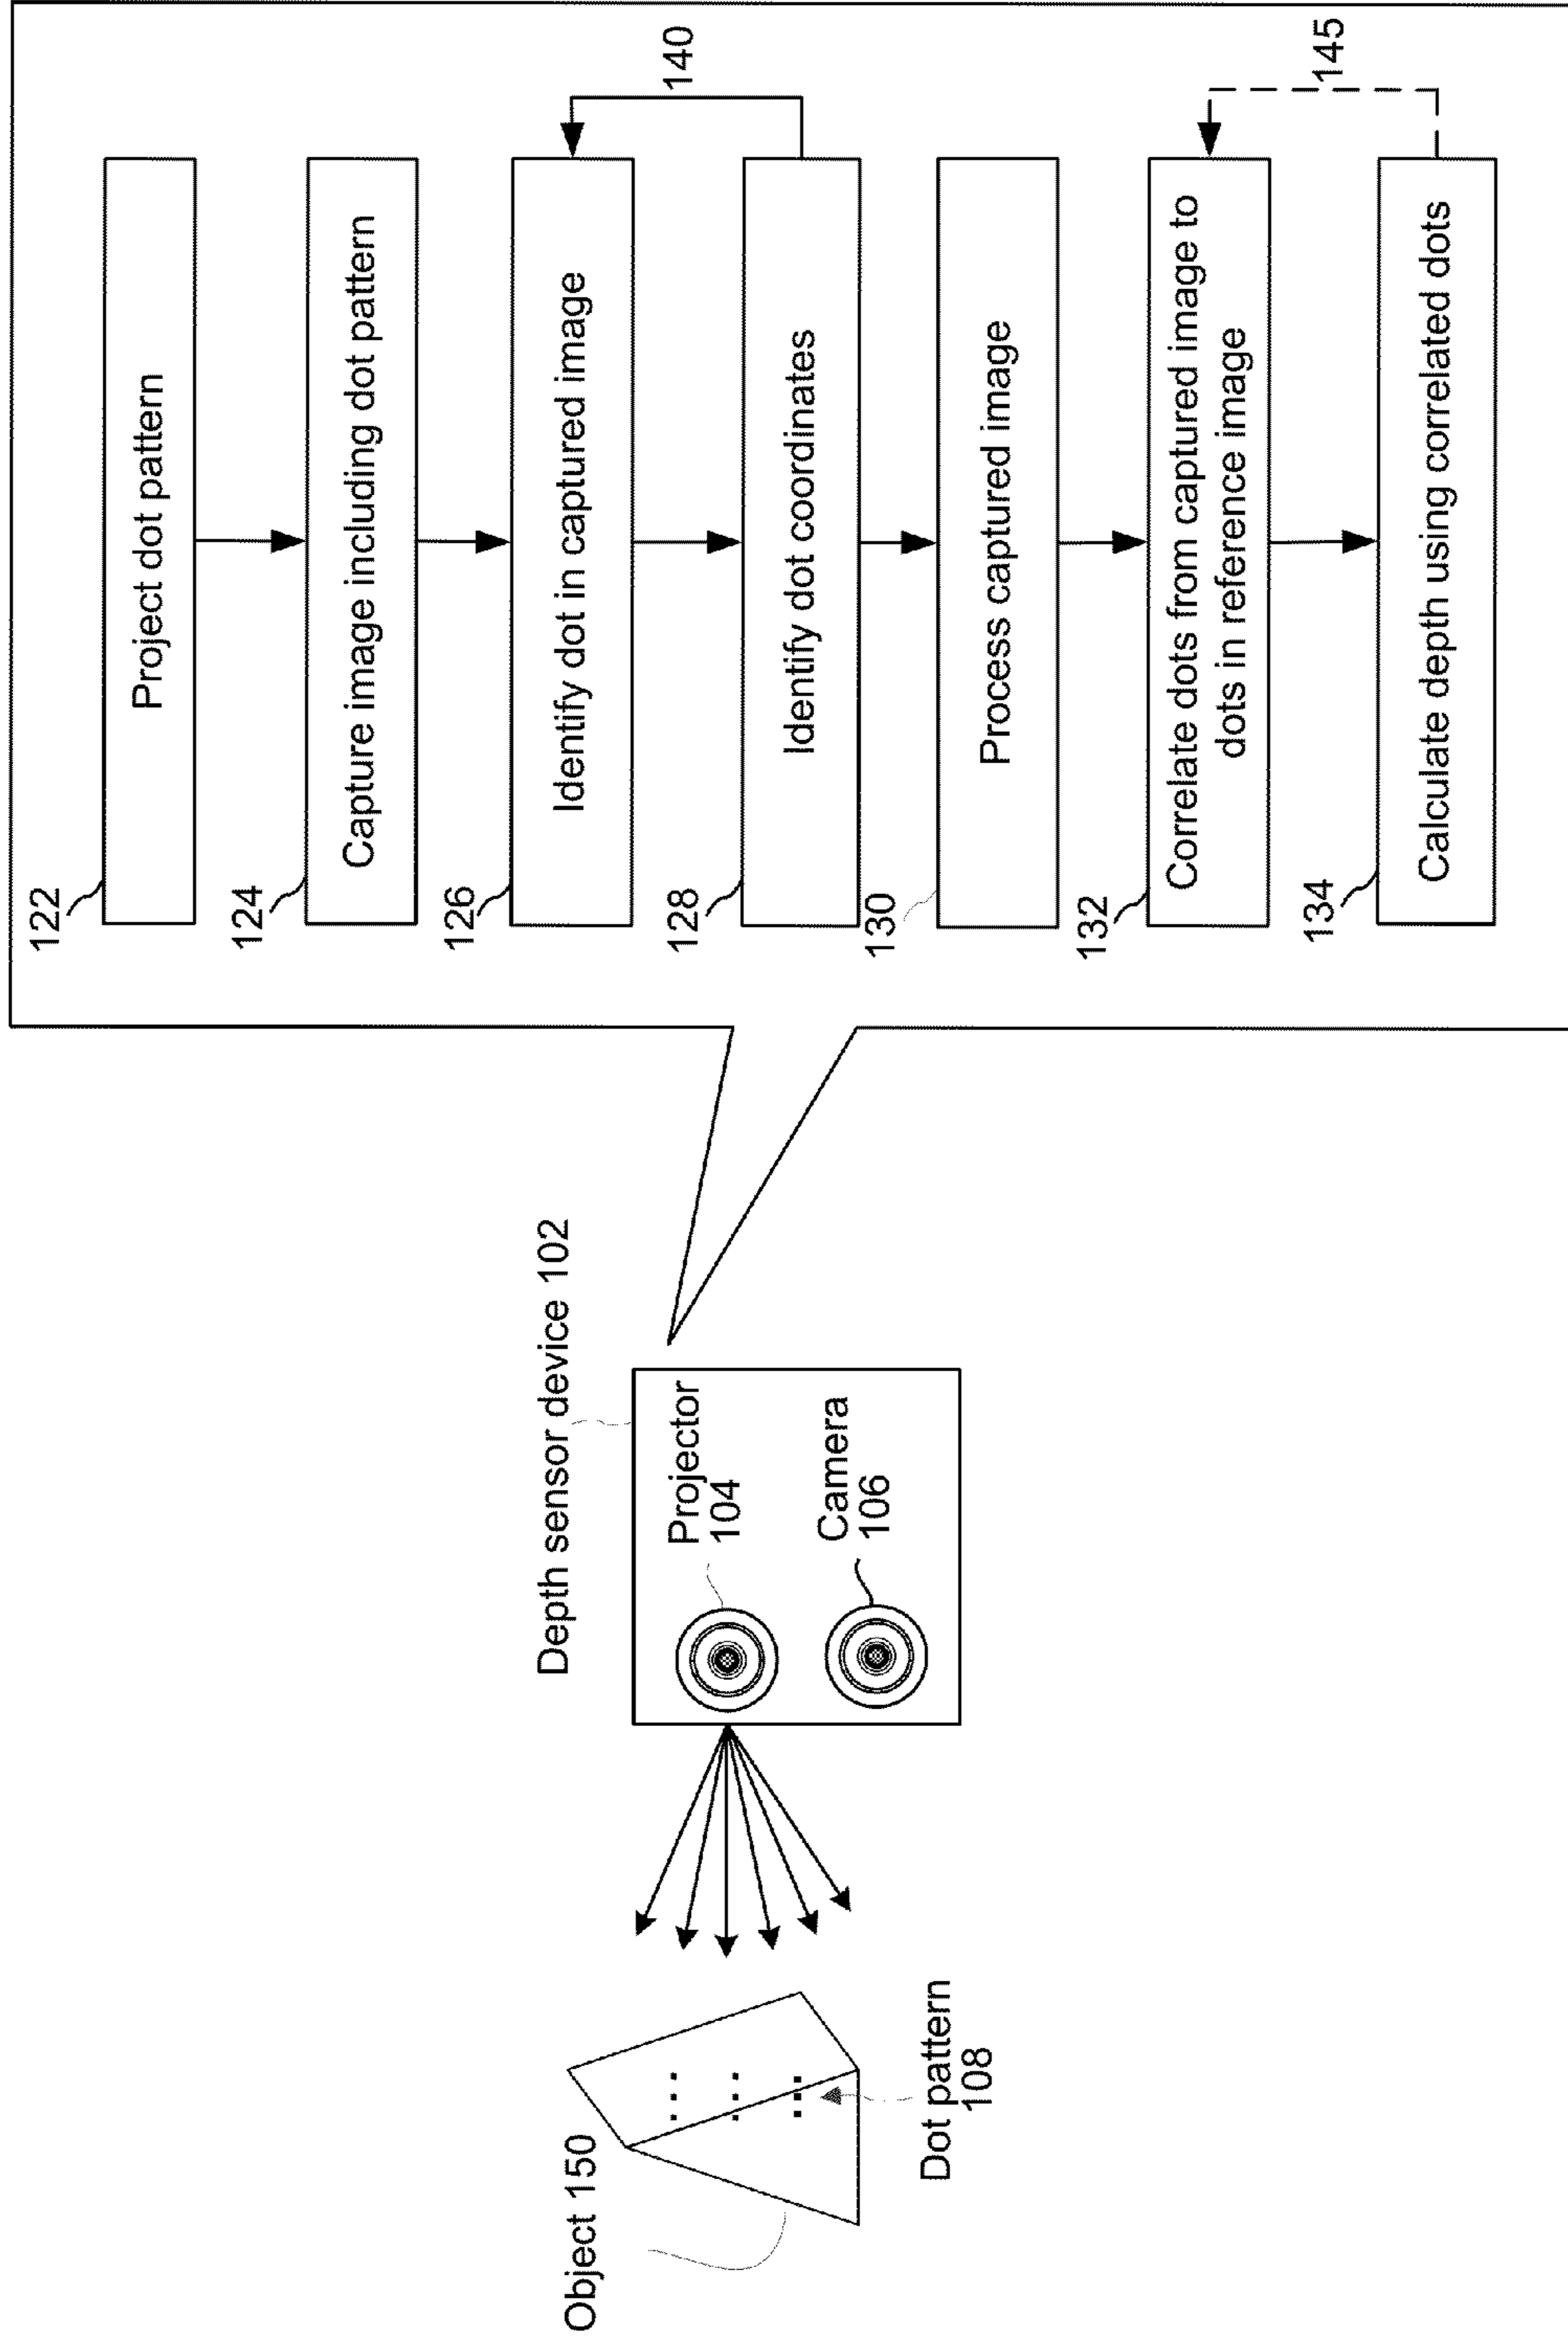 Object 150
Dot pattern
108
Depth sensor device 102
Projector
104
Camera
106
122
Project dot pattern
124
Capture image including dot pattern
126
Identify dot in captured image
140
128
Identify dot coordinates
130
Process captured image
132
Correlate dots from captured image to
dots in reference image
145
134
Calculate depth using correlated dots